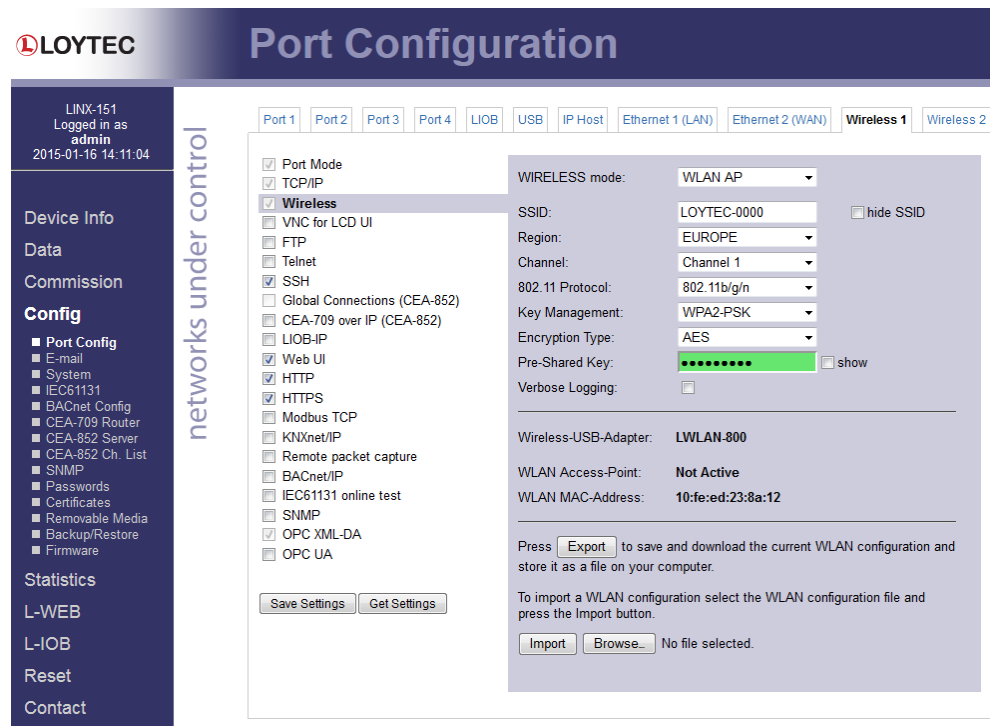 LOYTEC
Port Configuration
LINX-151
Logged in as
admin
2015-01-16 14:11:04
Device Info
Data
Commission
Config
Port Config
E-mail
System
IEC61131
BACnet Config
CEA-709 Router
CEA-852 Server
CEA-852 Ch. List
SNMP
Passwords
Certificates
Removable Media
Backup/Restore
Firmware
Statistics
L-WEB
L-IOB
Reset
Contact
networks under control
Port 1 Port 2 Port 3 Port 4 LIOB USB IP Host Ethernet 1 (LAN) Ethernet 2 (WAN) Wireless 1 Wireless 2
Port Mode
TCP/IP
Wireless
VNC for LCD UI
FTP
Telnet
SSH
Global Connections (CEA-852)
CEA-709 over IP (CEA-852)
LIOB-IP
Web UI
HTTP
HTTPS
Modbus TCP
KNXnet/IP
Remote packet capture
BACnet/IP
IEC61131 online test
SNMP
OPC XML-DA
OPC UA
Save Settings Get Settings
WIRELESS mode: WLAN AP
SSID: LOYTEC-0000 hide SSID
Region: EUROPE
Channel: Channel 1
802.11 Protocol: 802.11b/g/n
Key Management: WPA2-PSK
Encryption Type: AES
Pre-Shared Key: ●●●●●●●●● show
Verbose Logging:
Wireless-USB-Adapter: LWLAN-800
WLAN Access-Point: Not Active
WLAN MAC-Address: 10:fe:ed:23:8a:12
Press Export to save and download the current WLAN configuration and
store it as a file on your computer.
To import a WLAN configuration select the WLAN configuration file and
press the Import button.
Import Browse... No file selected.